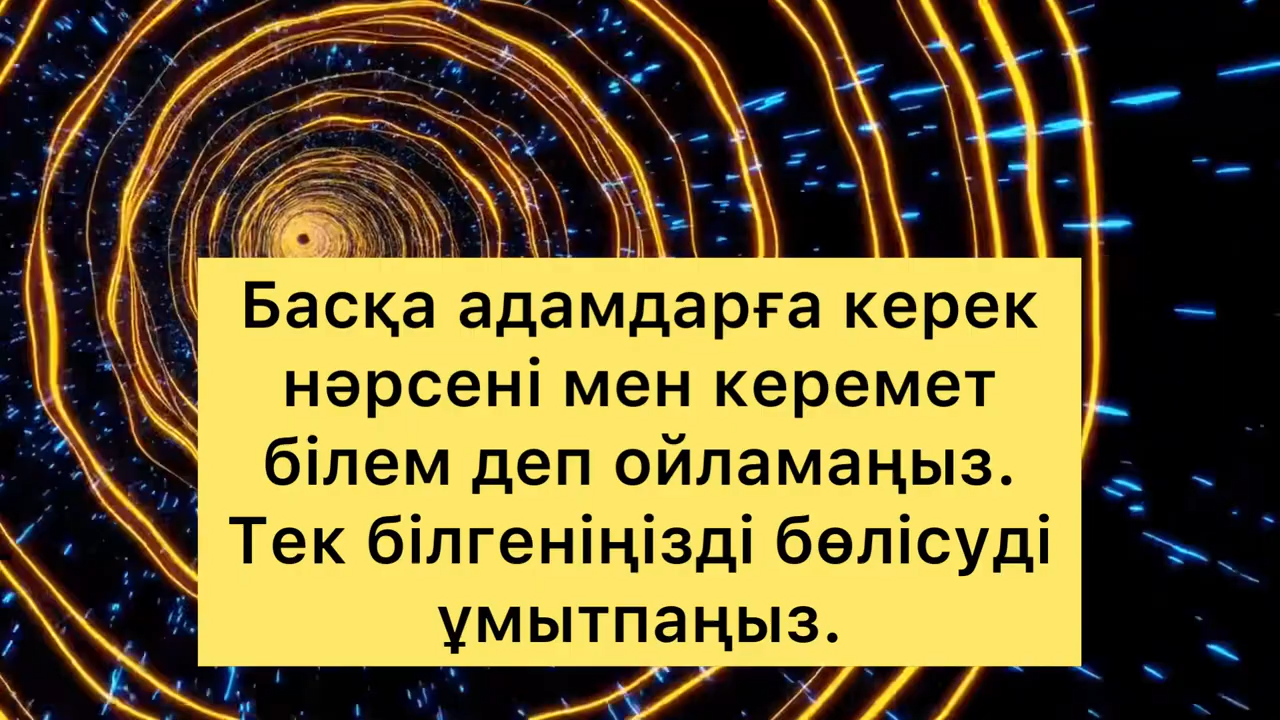 Басқа адамдарға керек
нәрсені мен керемет
білем деп ойламаңыз.
Тек білгеніңізді бөлісуді
ұмытпаңыз.